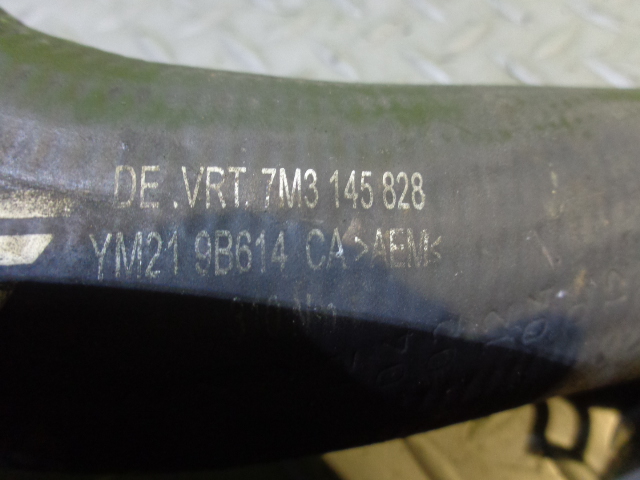 DE .VRT. 7M3 145 828
YM21 9B614 CA >AEM<